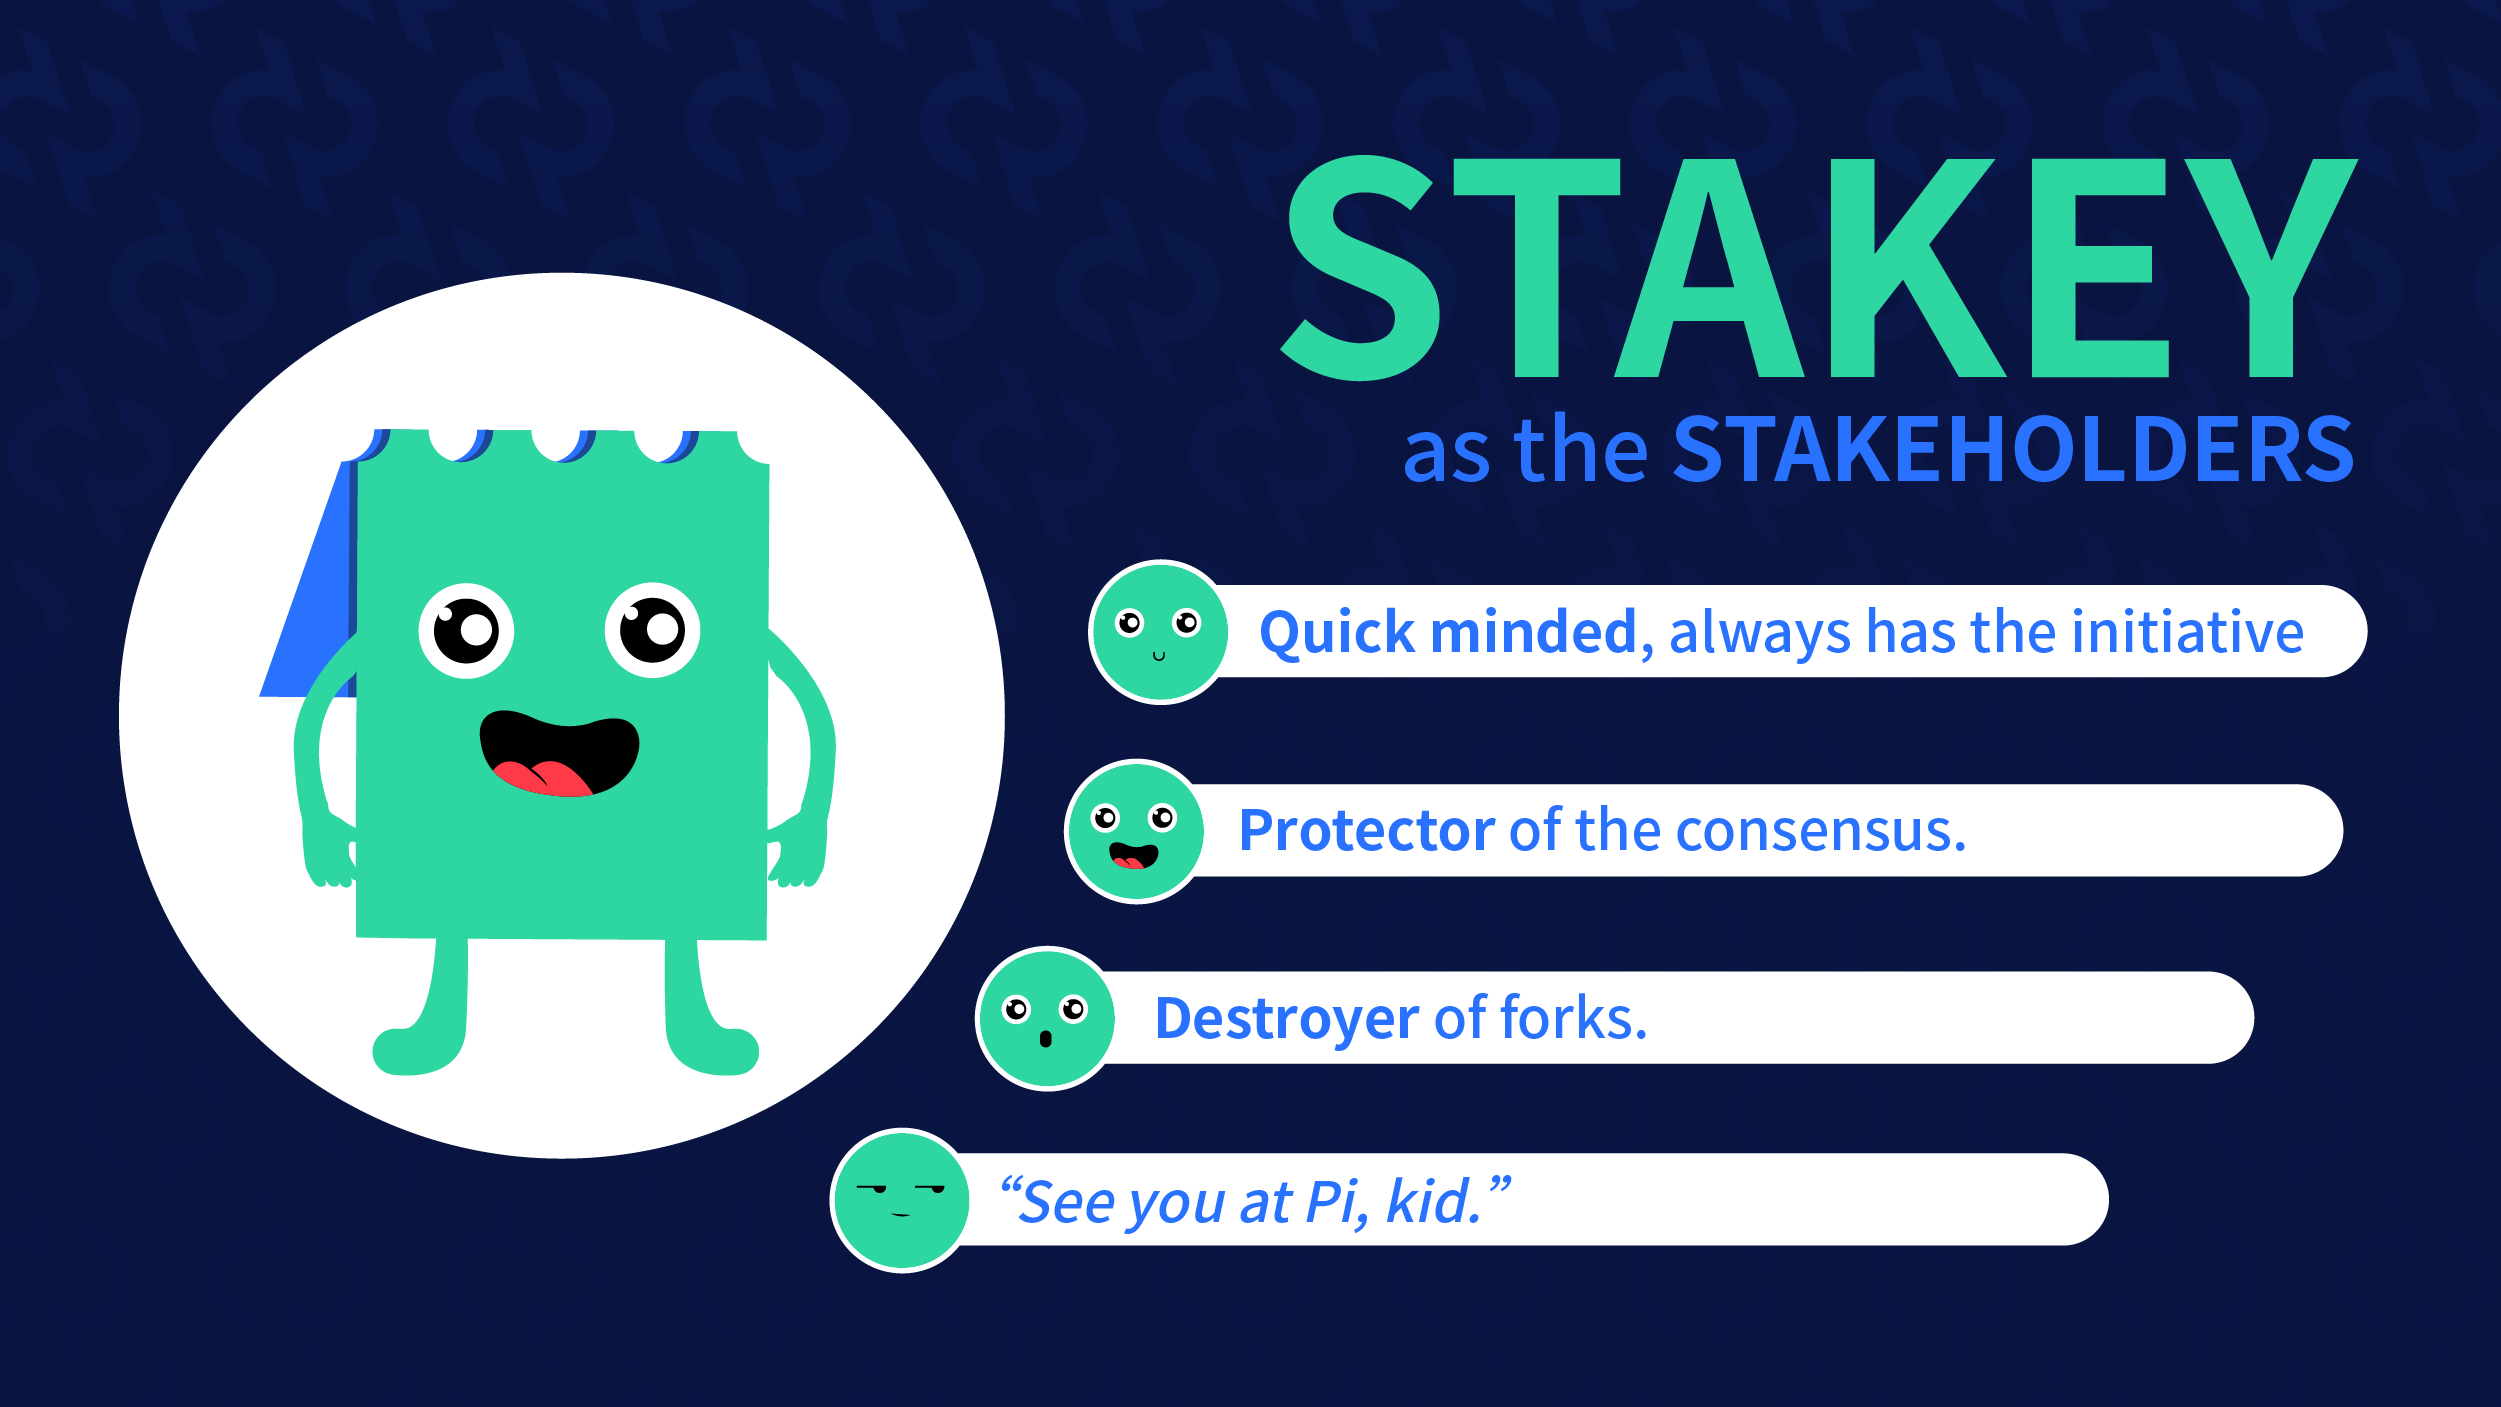 STAKEY
as the STAKEHOLDERS
Quick minded, always has the initiative
Protector of the consensus.
Destroyer of forks.
“See you at Pi, kid.”